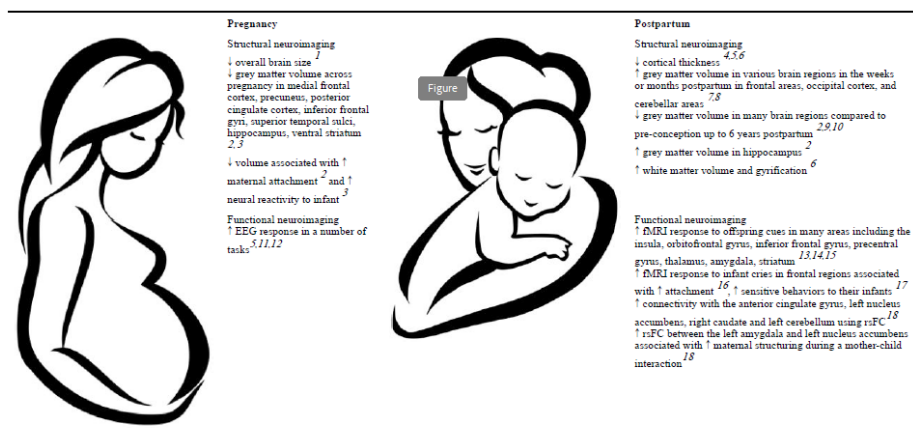 Pregnancy
Structural neuroimaging
↓ overall brain size 1
↓ grey matter volume across
pregnancy in medial frontal
cortex, precuneus, posterior
cingulate cortex, inferior frontal
gyri, superior temporal sulci,
hippocampus, ventral striatum
2, 3
↓ volume associated with ↑
maternal attachment 2 and ↑
neural reactivity to infant 3
Functional neuroimaging
↑ EEG response in a number of
tasks5,11,12
Figure
Postpartum
Structural neuroimaging
↓ cortical thickness 4,5,6
↑ grey matter volume in various brain regions in the weeks
or months postpartum in frontal areas, occipital cortex, and
cerebellar areas 7,8
↓ grey matter volume in many brain regions compared to
pre-conception up to 6 years postpartum 2,9,10
↑ grey matter volume in hippocampus 2
↑ white matter volume and gyrification 6
Functional neuroimaging
↑ fMRI response to offspring cues in many areas including the
insula, orbitofrontal gyrus, inferior frontal gyrus, precentral
gyrus, thalamus, amygdala, striatum 13,14,15
↑ fMRI response to infant cries in frontal regions associated
with ↑ attachment 16, ↑ sensitive behaviors to their infants 17
↑ connectivity with the anterior cingulate gyrus, left nucleus
accumbens, right caudate and left cerebellum using rsFC18
↑ rsFC between the left amygdala and left nucleus accumbens
associated with ↑ maternal structuring during a mother-child
interaction18